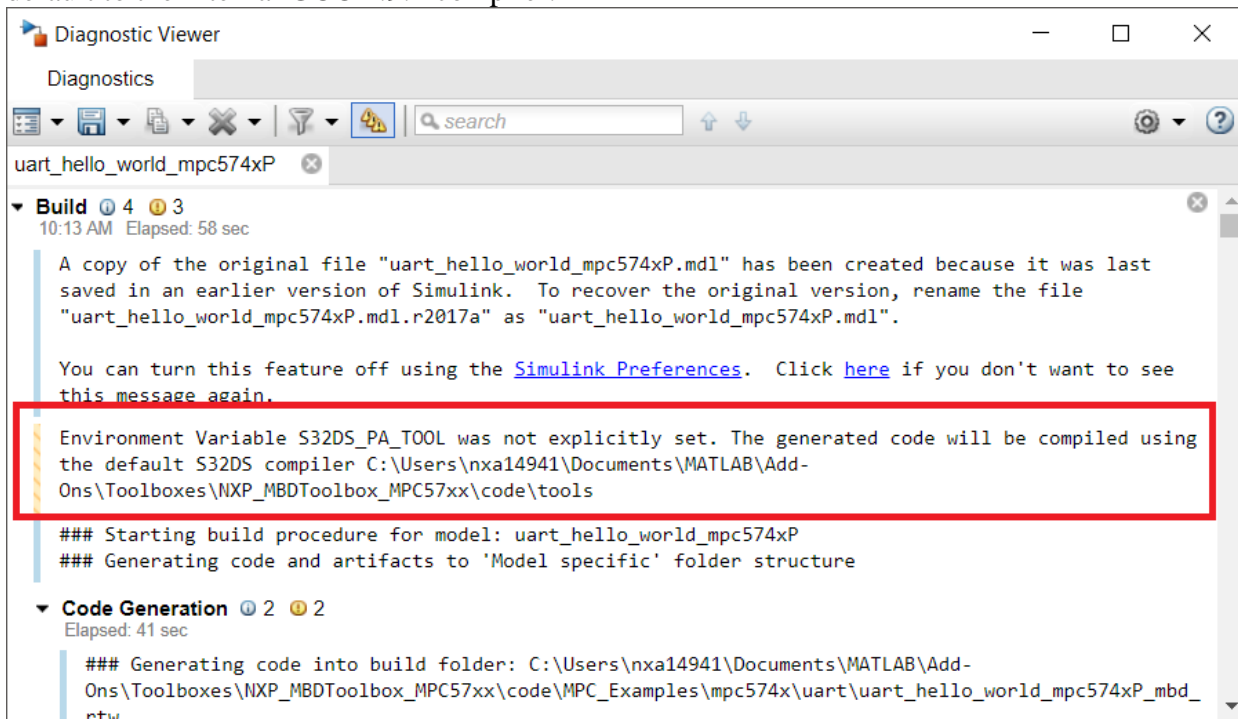 Diagnostic Viewer
Diagnostics
search
uart_hello_world_mpc574xP
Build 4 3
10:13 AM Elapsed: 58 sec
A copy of the original file "uart_hello_world_mpc574xP.mdl" has been created because it was last
saved in an earlier version of Simulink. To recover the original version, rename the file
"uart_hello_world_mpc574xP.mdl.r2017a" as "uart_hello_world_mpc574xP.mdl".
You can turn this feature off using the Simulink Preferences. Click here if you don't want to see
this message again.
Environment Variable S32DS_PA_TOOL was not explicitly set. The generated code will be compiled using
the default S32DS compiler C:\Users\nxa14941\Documents\MATLAB\Add-
Ons\Toolboxes\NXP_MBDToolbox_MPC57xx\code\tools
### Starting build procedure for model: uart_hello_world_mpc574xP
### Generating code and artifacts to 'Model specific' folder structure
Code Generation 2 2
Elapsed: 41 sec
### Generating code into build folder: C:\Users\nxa14941\Documents\MATLAB\Add-
Ons\Toolboxes\NXP_MBDToolbox_MPC57xx\code\MPC_Examples\mpc574x\uart\uart_hello_world_mpc574xP_mbd_
rtw